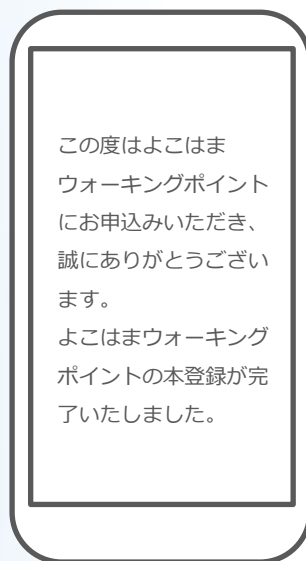 この度はよこはま
ウォーキングポイント
にお申込みいただき、
誠にありがとうござい
ます。
よこはまウォーキング
ポイントの本登録が完
了いたしました。